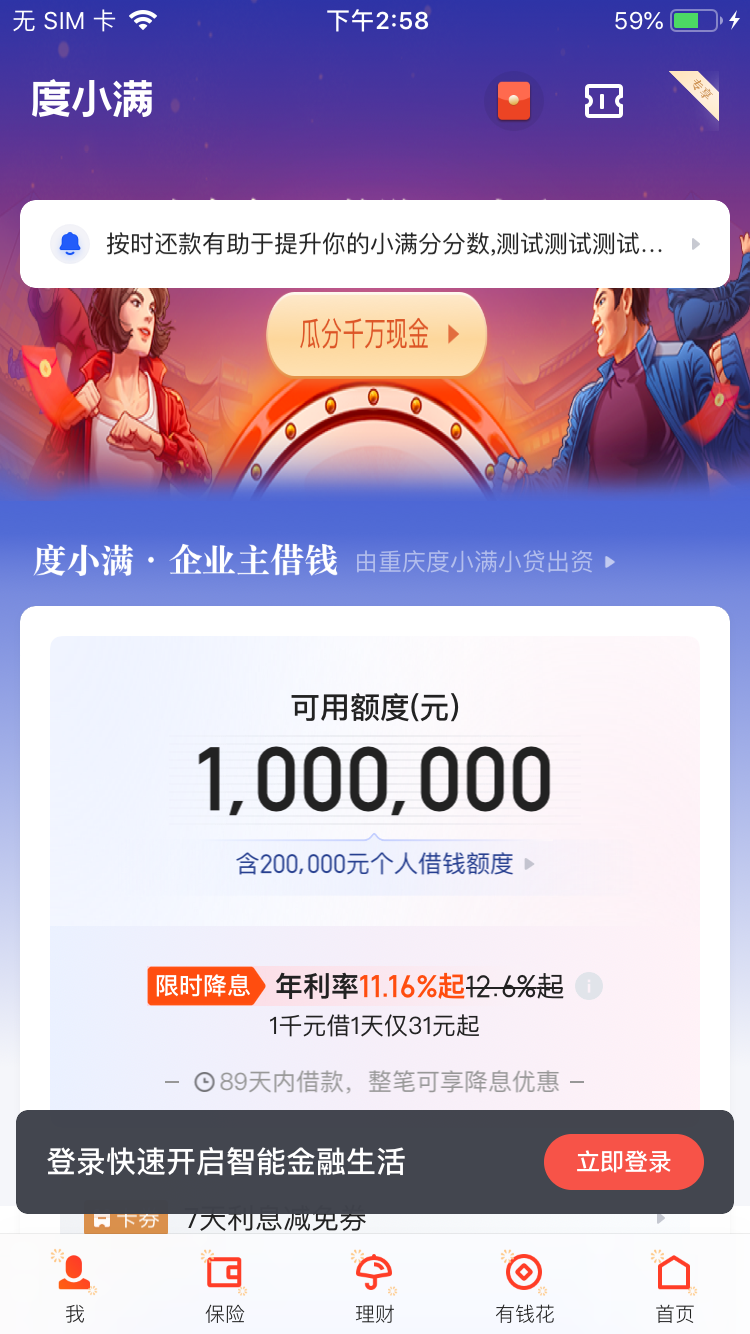 无 SIM 卡 下午2:58 59%
度小满
专享
按时还款有助于提升你的小满分分数,测试测试测试…
瓜分千万现金
度小满·企业主借钱 由重庆度小满小贷出资
可用额度(元)
1,000,000
含200,000元个人借钱额度
限时降息 年利率11.16%起12.6%起
1千元借1天仅31元起
89天内借款，整笔可享降息优惠
登录快速开启智能金融生活 立即登录
卡券 7天利息减免券
我 保险 理财 有钱花 首页